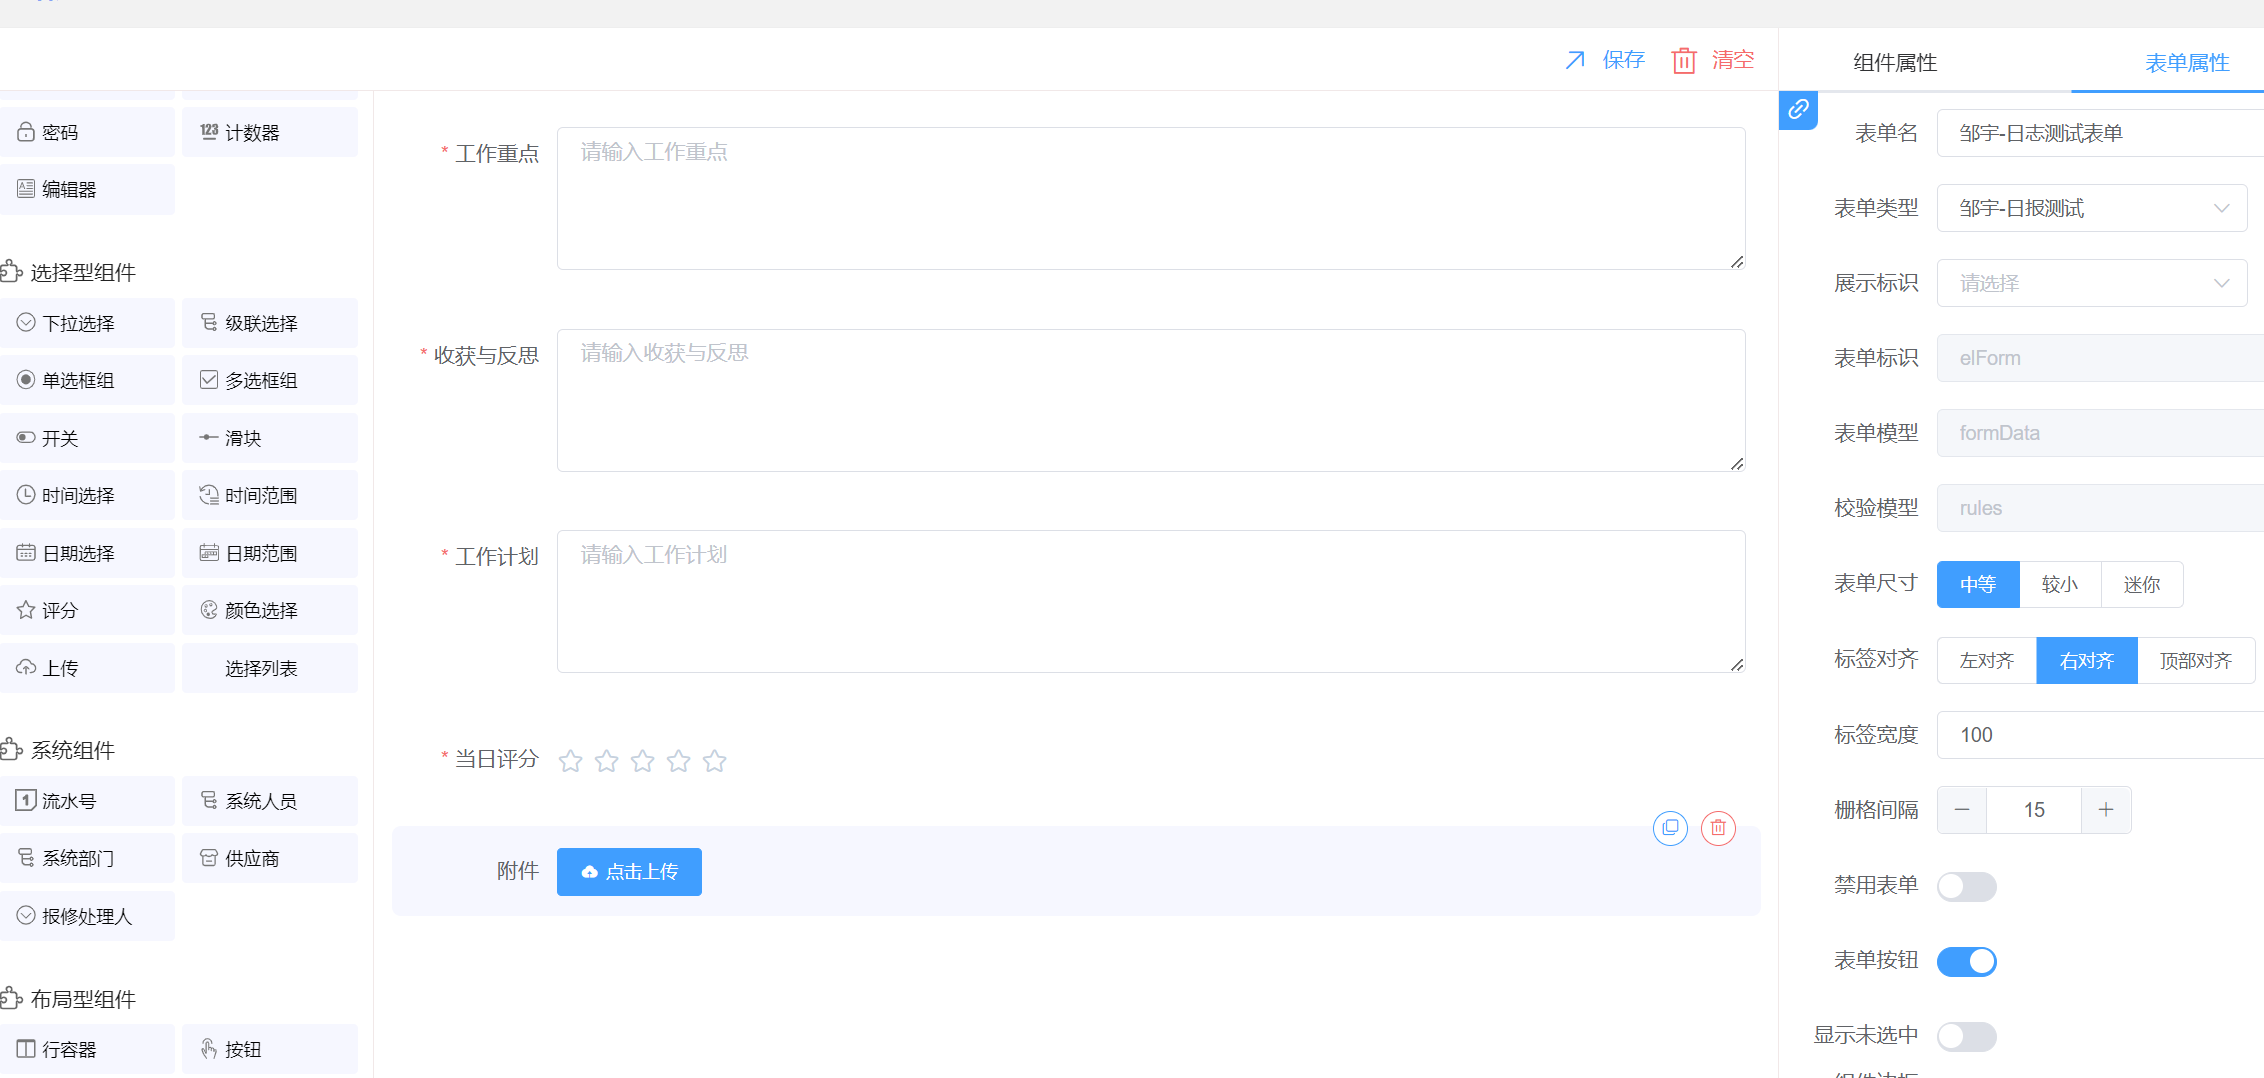 保存 清空
组件属性 表单属性
密码 123 计数器
编辑器
选择型组件
下拉选择 级联选择
单选框组 多选框组
开关 滑块
时间选择 时间范围
日期选择 日期范围
评分 颜色选择
上传 选择列表
系统组件
1 流水号 系统人员
系统部门 供应商
报修处理人
布局型组件
行容器 按钮
* 工作重点 请输入工作重点
* 收获与反思 请输入收获与反思
* 工作计划 请输入工作计划
* 当日评分
附件 点击上传
表单名 邹宇-日志测试表单
表单类型 邹宇-日报测试
展示标识 请选择
表单标识 elForm
表单模型 formData
校验模型 rules
表单尺寸 中等 较小 迷你
标签对齐 左对齐 右对齐 顶部对齐
标签宽度 100
栅格间隔 15
禁用表单
表单按钮
显示未选中